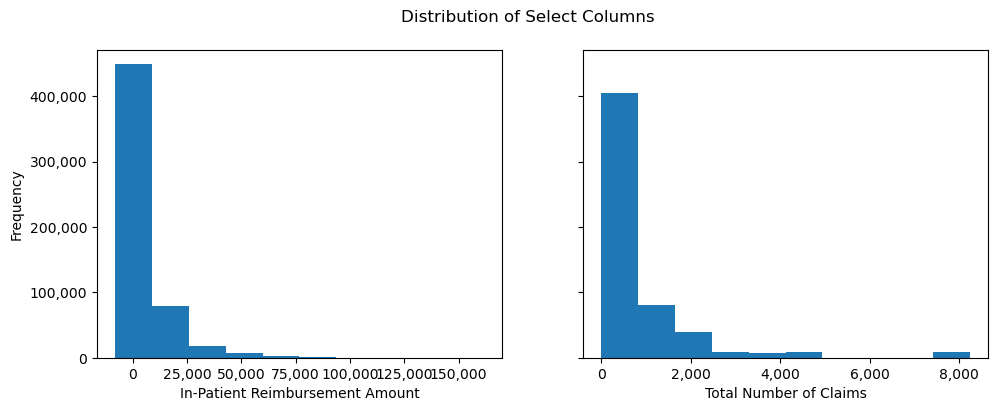 Distribution of Select Columns
400,000
300,000
200,000
100,000
0
Frequency
0 25,000 50,000 75,000 100,000 125,000 150,000
In-Patient Reimbursement Amount
0 2,000 4,000 6,000 8,000
Total Number of Claims